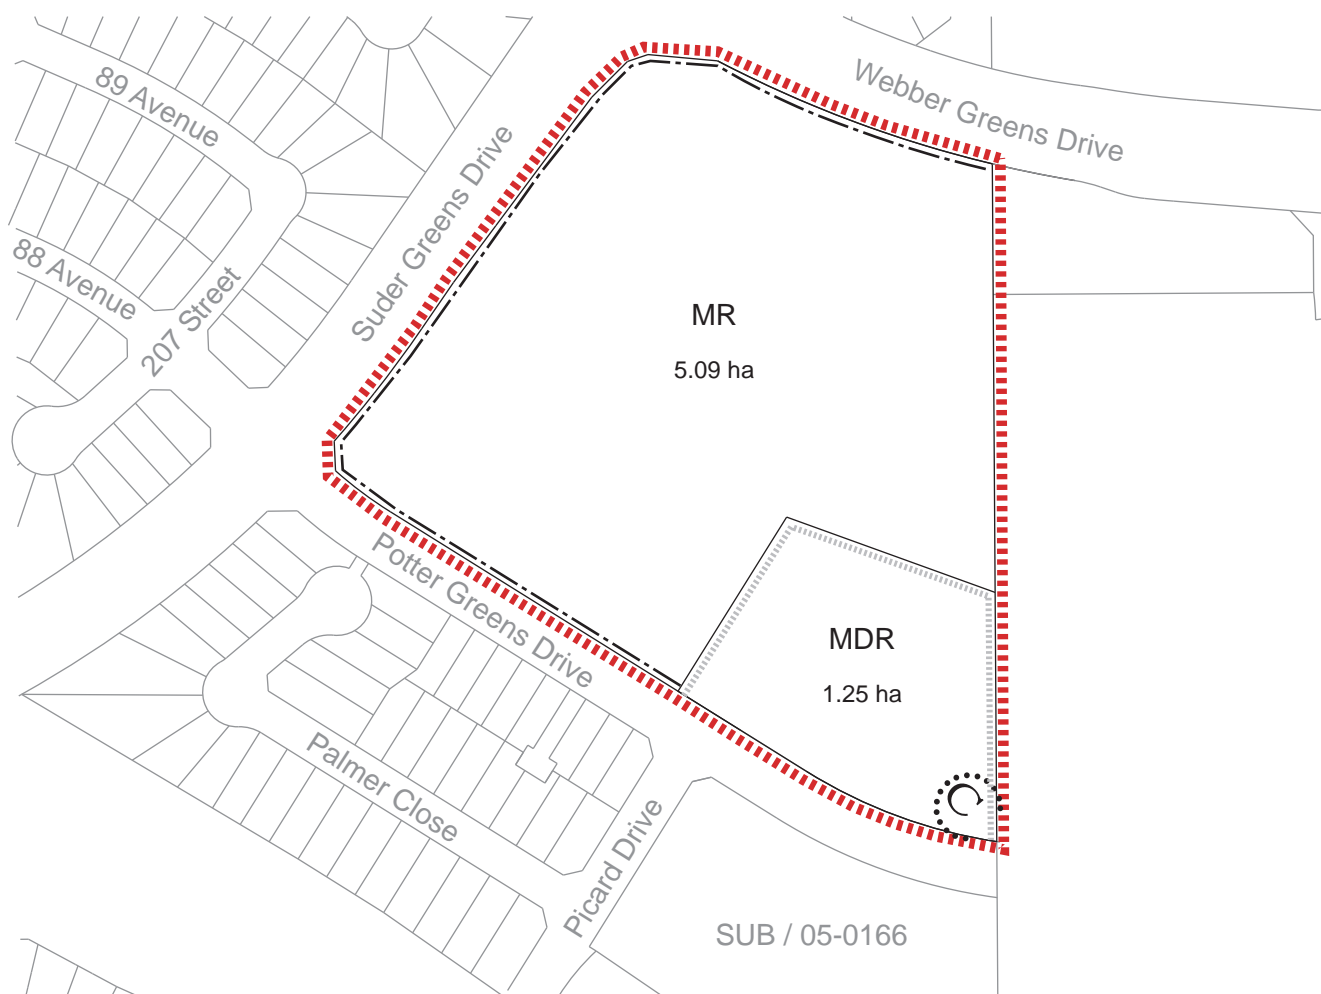 89 Avenue
Webber Greens Drive
Suder Greens Drive
88 Avenue
207 Street
MR
5.09 ha
Potter Greens Drive
MDR
1.25 ha
Palmer Close
Picard Drive
SUB / 05-0166